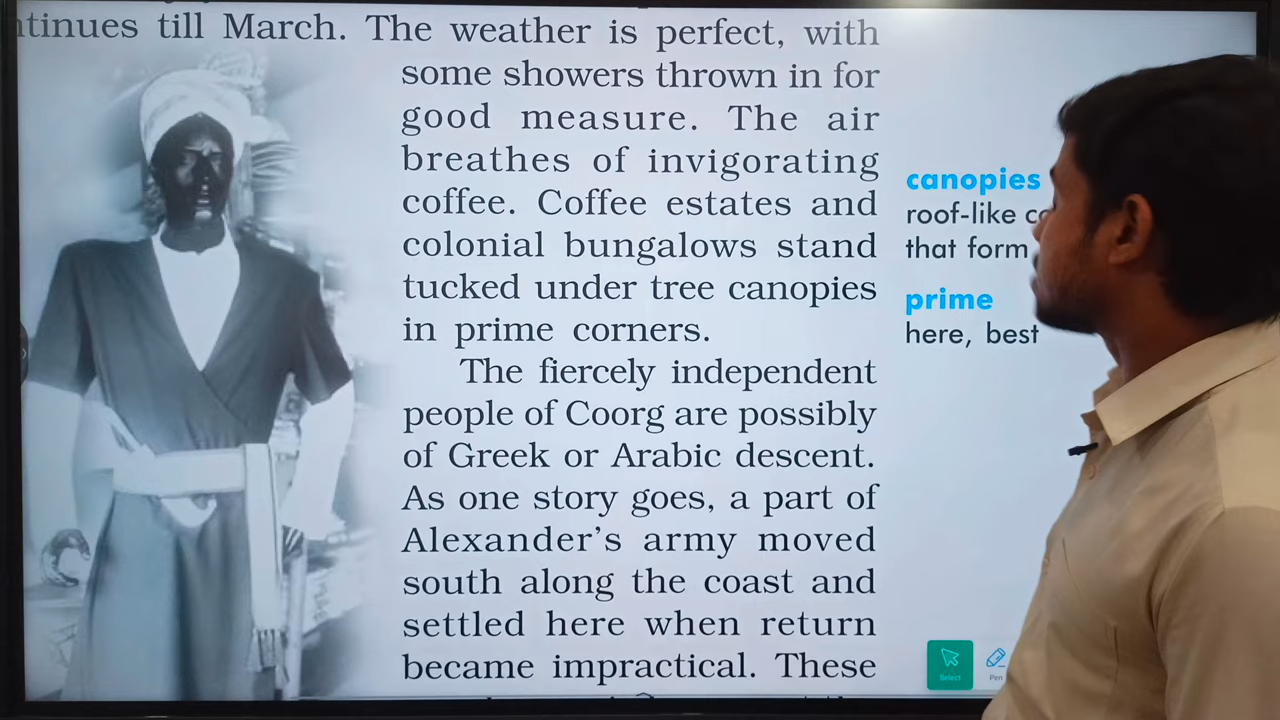 ntinues till March. The weather is perfect, with
some showers thrown in for
good measure. The air
breathes of invigorating
coffee. Coffee estates and
colonial bungalows stand
tucked under tree canopies
in prime corners.
The fiercely independent
people of Coorg are possibly
of Greek or Arabic descent.
As one story goes, a part of
Alexander's army moved
south along the coast and
settled here when return
became impractical. These
canopies
roof-like
that form
prime
here, best
Select
Pen